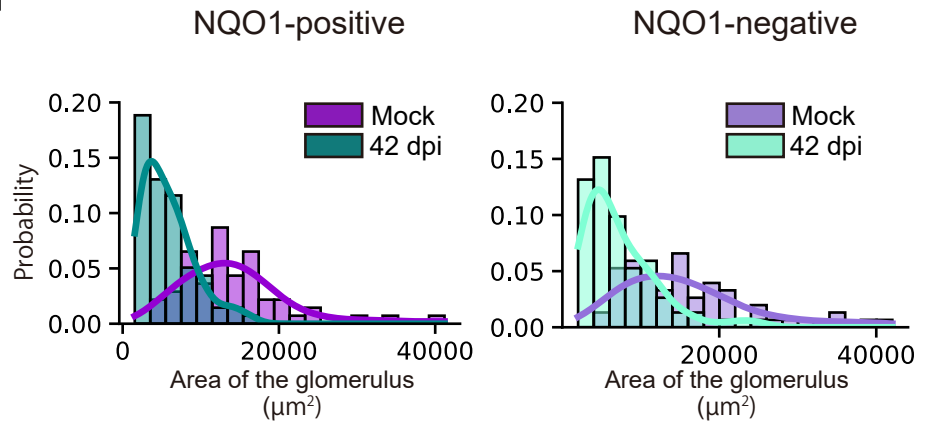 NQO1-positive
NQO1-negative
0.20
0.15
0.10
0.05
0.00
Probability
Mock
42 dpi
0
20000
40000
Area of the glomerulus
(μm²)
0.20
0.15
0.10
0.05
0.00
Mock
42 dpi
20000
40000
Area of the glomerulus
(μm²)